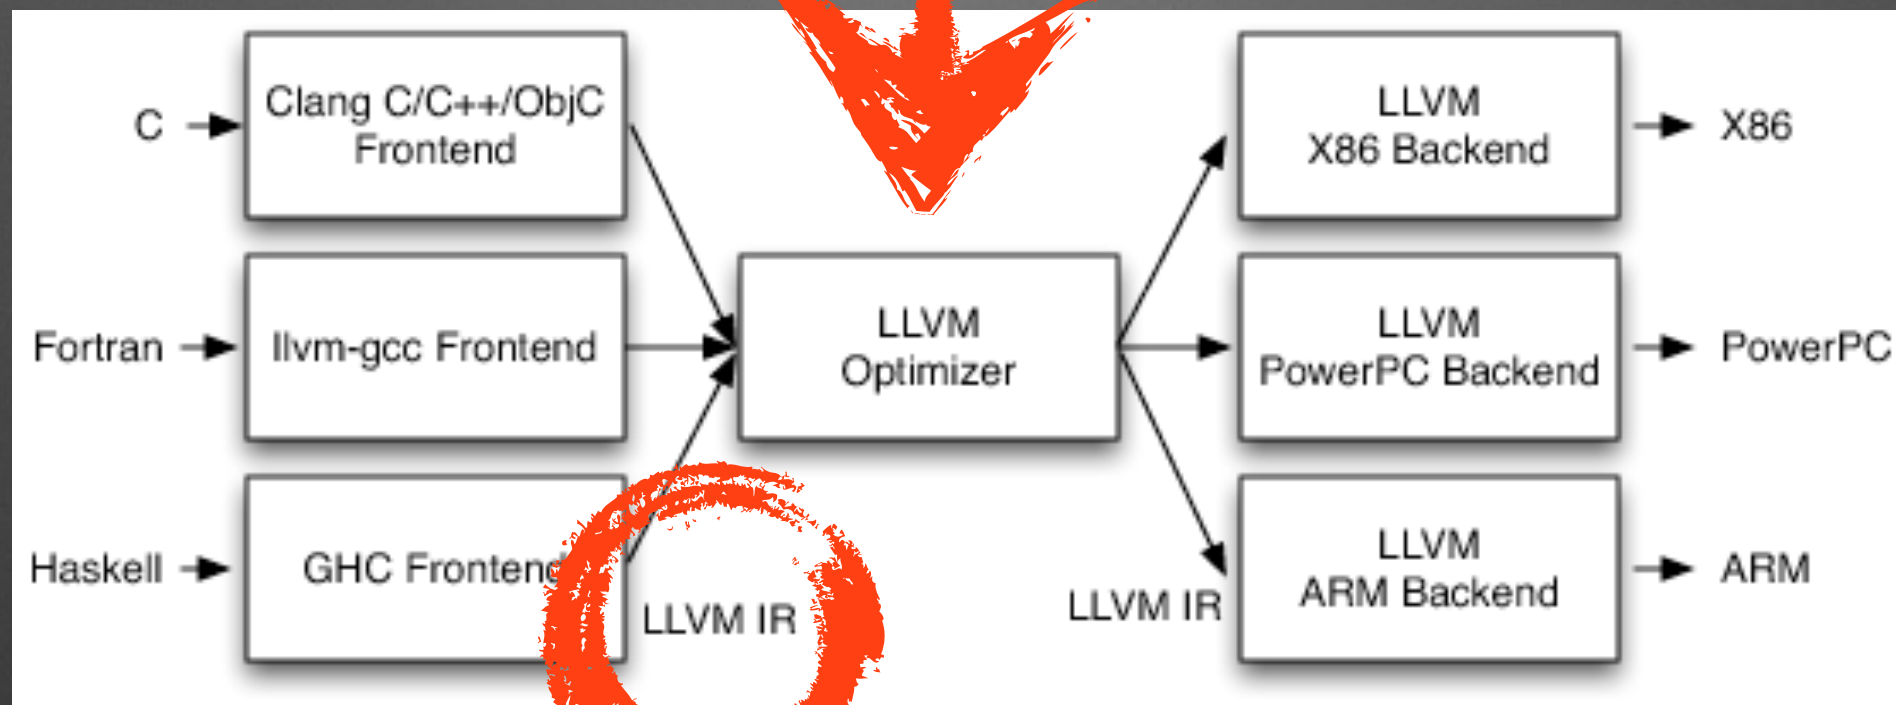 C
Clang C/C++/ObjC
Frontend
LLVM
X86 Backend
X86
Fortran
llvm-gcc Frontend
LLVM
Optimizer
LLVM
PowerPC Backend
PowerPC
Haskell
GHC Frontend
LLVM IR
LLVM IR
LLVM
ARM Backend
ARM